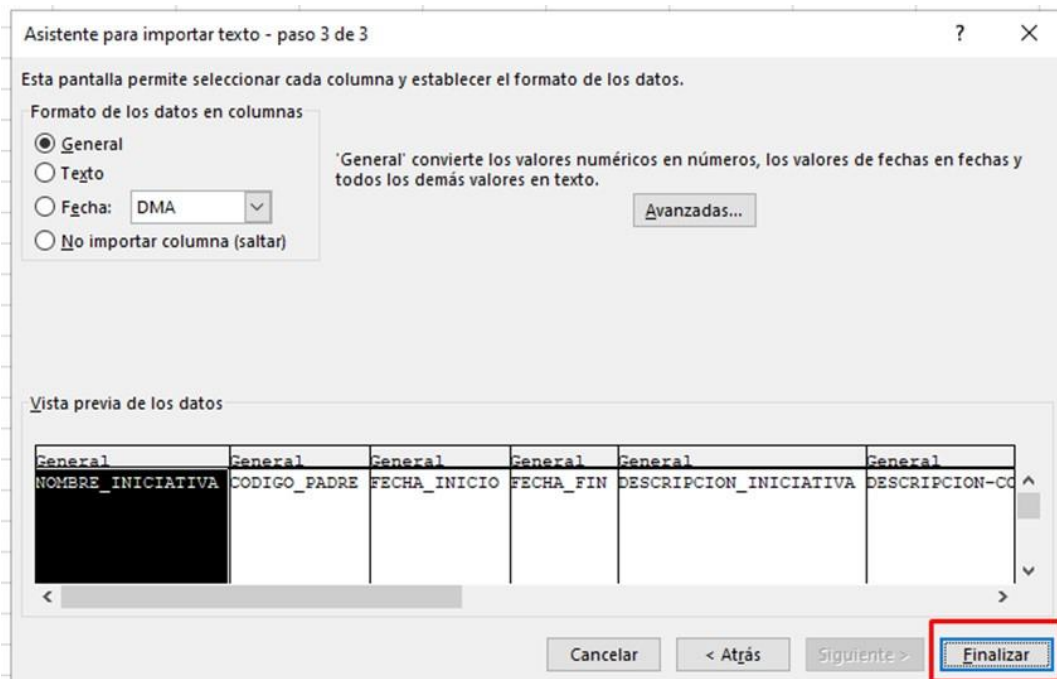 Asistente para importar texto - paso 3 de 3
?
Esta pantalla permite seleccionar cada columna y establecer el formato de los datos.
Formato de los datos en columnas
General
Texto
Fecha: DMA
No importar columna (saltar)
'General' convierte los valores numéricos en números, los valores de fechas en fechas y
todos los demás valores en texto.
Avanzadas...
Vista previa de los datos
General General General General General General
NOMBRE_INICIATIVA CODIGO_PADRE FECHA_INICIO FECHA_FIN DESCRIPCION_INICIATIVA DESCRIPCION-CO
Cancelar < Atrás Siguiente > Finalizar